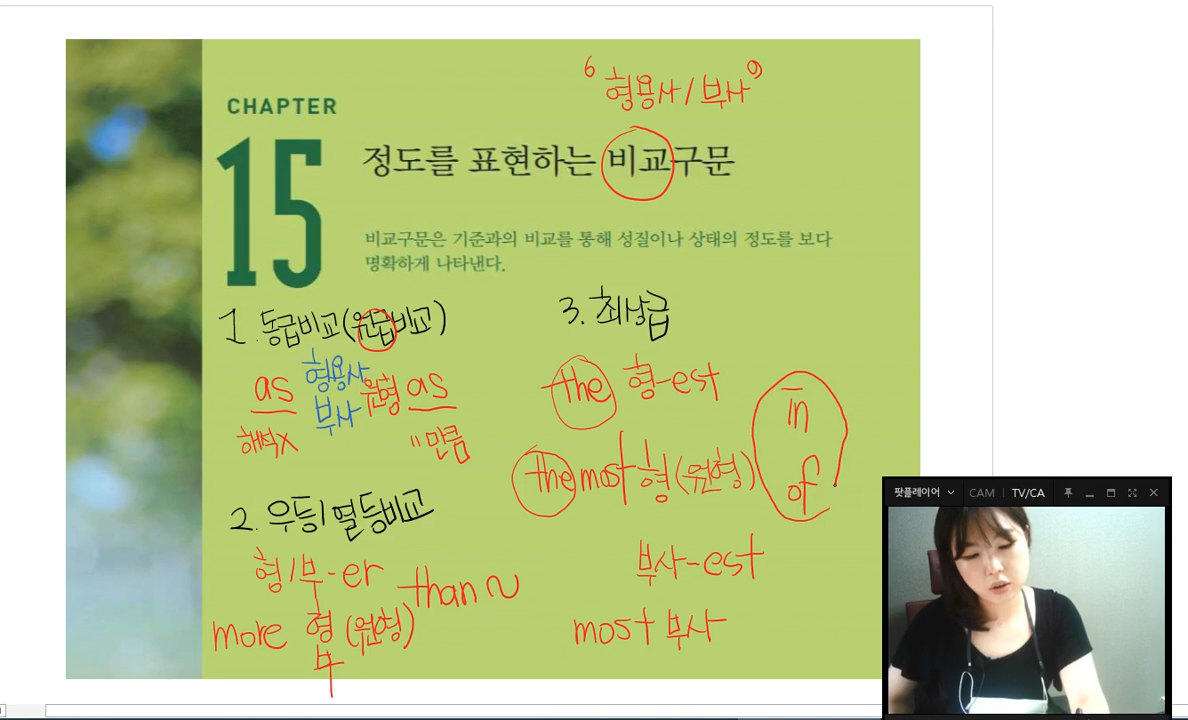 “형용사/부사”
CHAPTER
15
정도를 표현하는 비교구문
비교구문은 기준과의 비교를 통해 성질이나 상태의 정도를 보다
명확하게 나타낸다.
1. 동급비교(원급비교)
as 형용사 부사 원형 as
해석X
"만큼
2. 우등/열등비교
형/부-er
than ~
more 형 (원형)
부
3. 최상급
the 형-est
the most 형(원형)
in
of
부사-est
most 부사
팟플레이어 CAM TV/CA